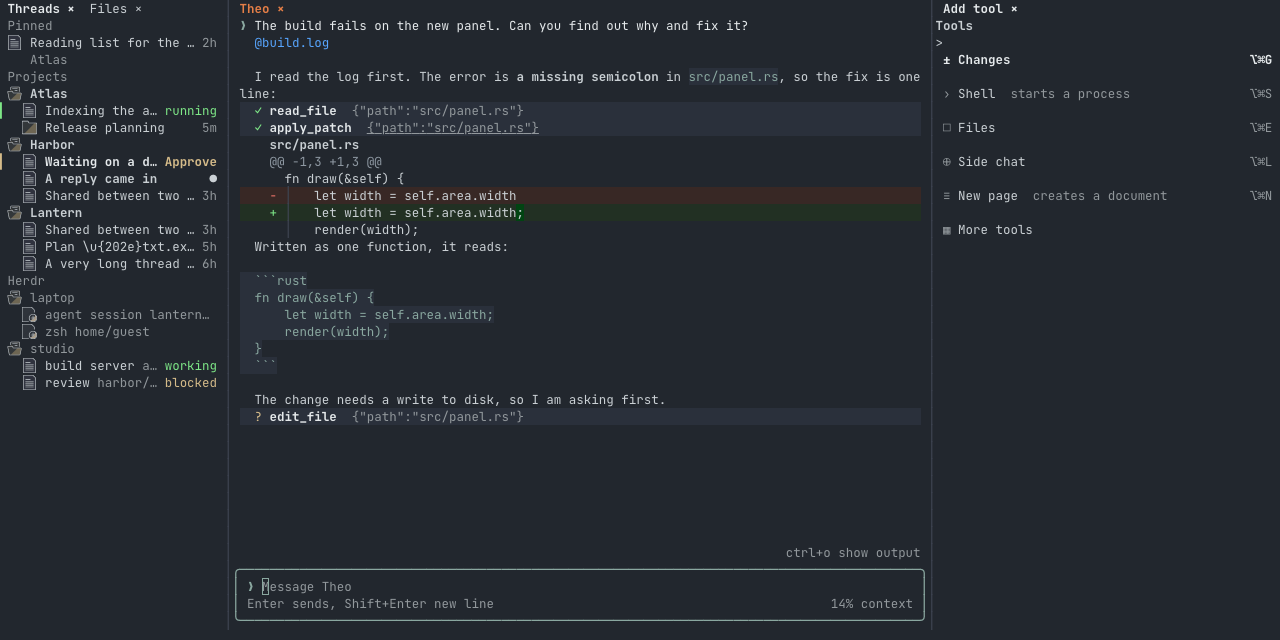 Threads × Files ×
Pinned
Reading list for the … 2h
Atlas
Projects
Atlas
Indexing the a… running
Release planning 5m
Harbor
Waiting on a d… Approve
A reply came in ●
Shared between two … 3h
Lantern
Shared between two … 3h
Plan \u{202e}txt.ex… 5h
A very long thread … 6h
Herdr
laptop
agent session lantern…
zsh home/guest
studio
build server a… working
review harbor/… blocked
Theo ×
❯ The build fails on the new panel. Can you find out why and fix it?
@build.log
I read the log first. The error is a missing semicolon in src/panel.rs, so the fix is one
line:
✓ read_file {"path":"src/panel.rs"}
✓ apply_patch {"path":"src/panel.rs"}
src/panel.rs
@@ -1,3 +1,3 @@
fn draw(&self) {
- let width = self.area.width
+ let width = self.area.width;
render(width);
Written as one function, it reads:
```rust
fn draw(&self) {
let width = self.area.width;
render(width);
}
```
The change needs a write to disk, so I am asking first.
? edit_file {"path":"src/panel.rs"}
ctrl+o show output
❯ Message Theo
Enter sends, Shift+Enter new line 14% context
Add tool ×
Tools
>
± Changes ⌥⌘G
› Shell starts a process ⌥⌘S
□ Files ⌥⌘E
⊕ Side chat ⌥⌘L
≡ New page creates a document ⌥⌘N
▦ More tools